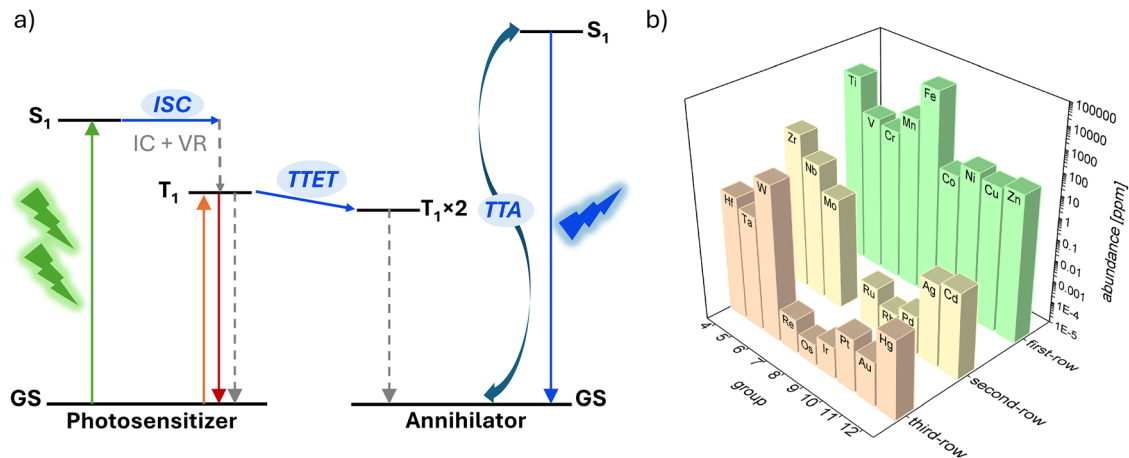 a)
S1
ISC
IC + VR
T1
TTET
T1×2
TTA
S1
GS
GS
Photosensitizer
Annihilator
b)
Ti
V
Cr
Mn
Fe
Co
Ni
Cu
Zn
Zr
Nb
Mo
Ru
Rh
Pd
Ag
Cd
Hf
Ta
W
Re
Os
Ir
Pt
Au
Hg
100000
10000
1000
100
10
1
0.1
0.01
0.001
1E-4
1E-5
abundance [ppm]
4
5
6
7
8
9
10
11
12
group
first-row
second-row
third-row